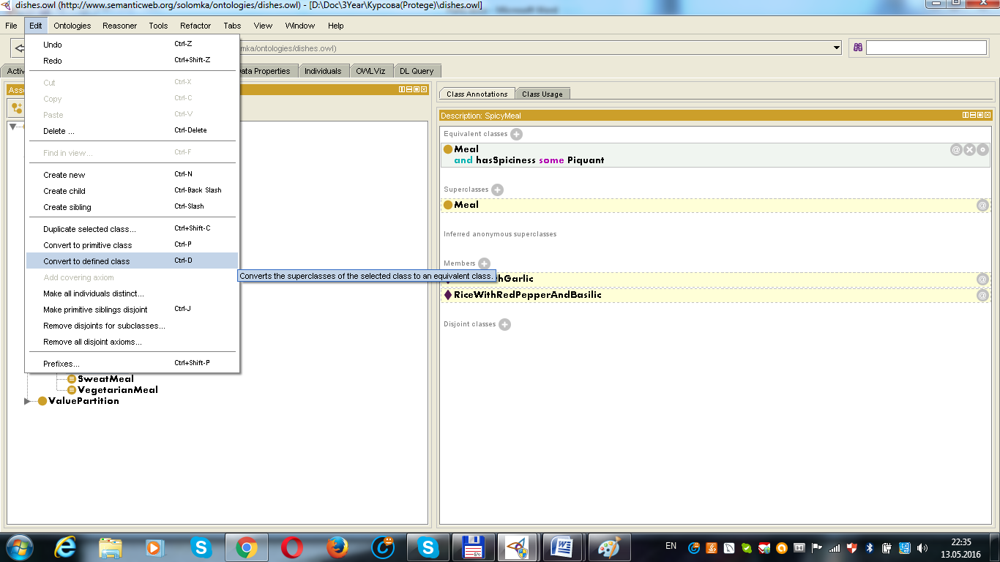 dishes.owl (http://www.semanticweb.org/solomka/ontologies/dishes.owl) - [D:\Doc\3Year\Курсова(Protege)\dishes.owl]
File Edit Ontologies Reasoner Tools Refactor Tabs View Window Help
mka/ontologies/dishes.owl)
Activ
ata Properties Individuals OWLViz DL Query
Asse
Undo Ctrl-Z
Redo Ctrl+Shift-Z
Cut Ctrl-X
Copy Ctrl-C
Paste Ctrl-V
Delete ... Ctrl-Delete
Find in view... Ctrl-F
Create new Ctrl-N
Create child Ctrl-Back Slash
Create sibling Ctrl-Slash
Duplicate selected class... Ctrl+Shift-C
Convert to primitive class Ctrl-P
Convert to defined class Ctrl-D
Converts the superclasses of the selected class to an equivalent class.
Add covering axiom
Make all individuals distinct...
Make primitive siblings disjoint Ctrl-J
Remove disjoints for subclasses...
Remove all disjoint axioms...
Prefixes... Ctrl+Shift-P
SweatMeal
VegetarianMeal
ValuePartition
Class Annotations Class Usage
Description: SpicyMeal
Equivalent classes
Meal
and hasSpiciness some Piquant
Superclasses
Meal
Inferred anonymous superclasses
Members
hGarlic
RiceWithRedPepperAndBasilic
Disjoint classes
EN
22:35
13.05.2016